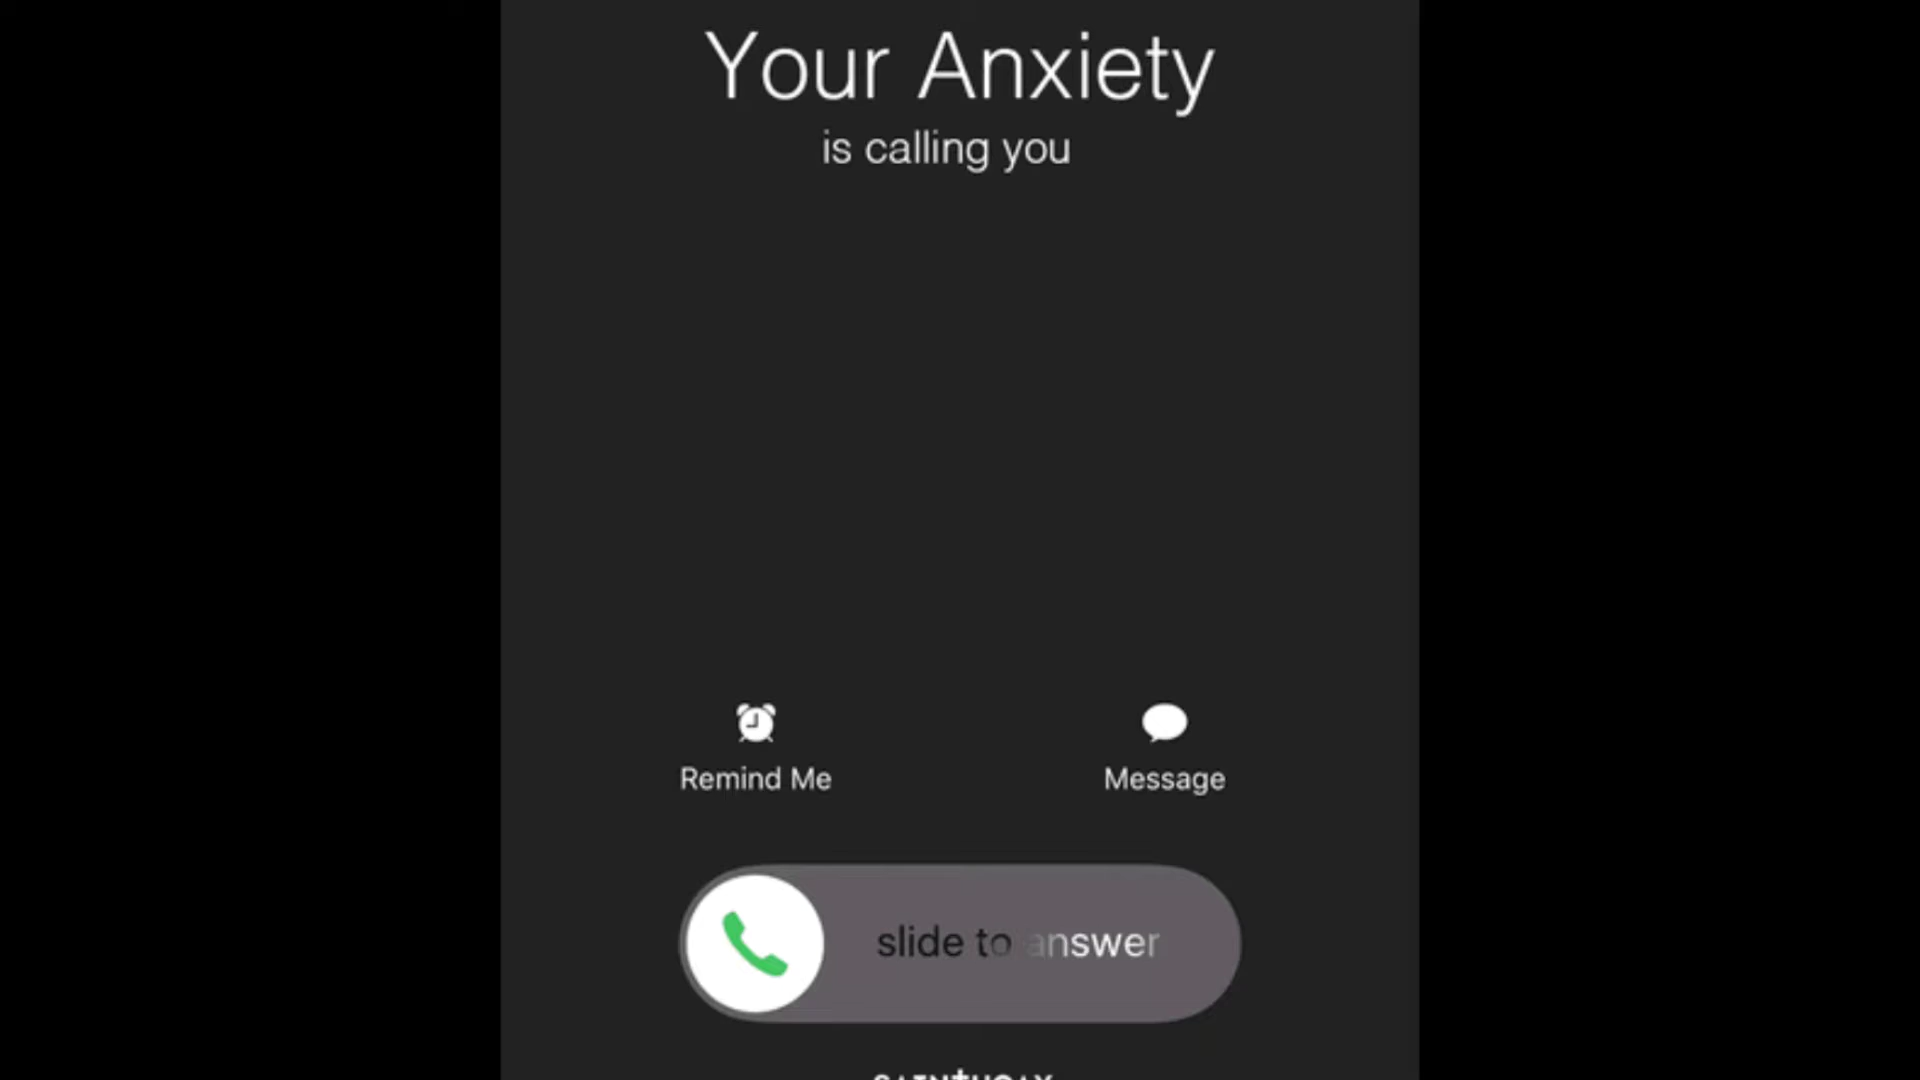 Your Anxiety
is calling you
Remind Me
Message
slide to answer